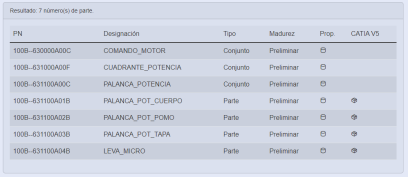 Resultado: 7 número(s) de parte.
PN Designación Tipo Madurez Prop. CATIA V5
100B--630000A00C COMANDO_MOTOR Conjunto Preliminar
100B--631000A00F CUADRANTE_POTENCIA Conjunto Preliminar
100B--631100A00C PALANCA_POTENCIA Conjunto Preliminar
100B--631100A01B PALANCA_POT_CUERPO Parte Preliminar
100B--631100A02B PALANCA_POT_POMO Parte Preliminar
100B--631100A03B PALANCA_POT_TAPA Parte Preliminar
100B--631100A04B LEVA_MICRO Parte Preliminar